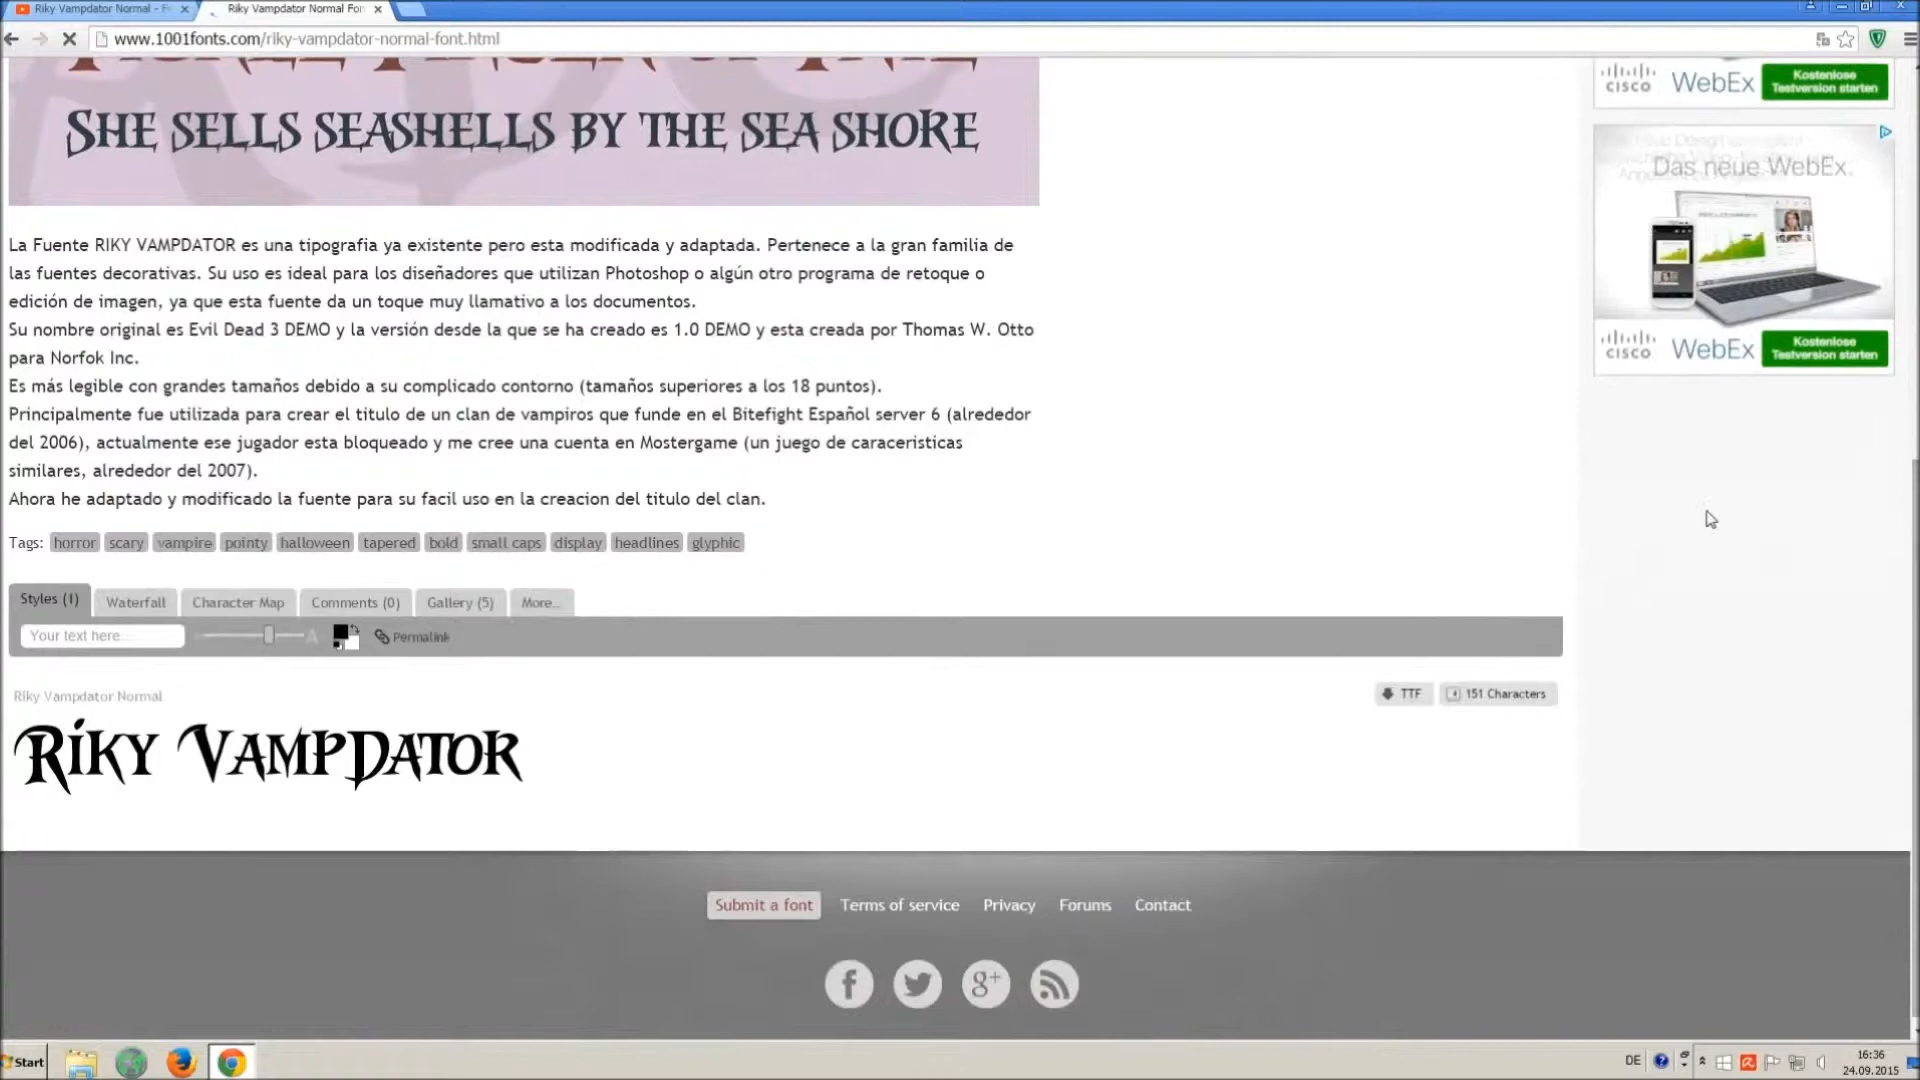 Riky Vampdator Normal - F
Riky Vampdator Normal Fon
www.1001fonts.com/riky-vampdator-normal-font.html
SHE SELLS SEASHELLS BY THE SEA SHORE
La Fuente RIKY VAMPDATOR es una tipografia ya existente pero esta modificada y adaptada. Pertenece a la gran familia de
las fuentes decorativas. Su uso es ideal para los diseñadores que utilizan Photoshop o algún otro programa de retoque o
edición de imagen, ya que esta fuente da un toque muy llamativo a los documentos.
Su nombre original es Evil Dead 3 DEMO y la versión desde la que se ha creado es 1.0 DEMO y esta creada por Thomas W. Otto
para Norfok Inc.
Es más legible con grandes tamaños debido a su complicado contorno (tamaños superiores a los 18 puntos).
Principalmente fue utilizada para crear el titulo de un clan de vampiros que funde en el Bitefight Español server 6 (alrededor
del 2006), actualmente ese jugador esta bloqueado y me cree una cuenta en Mostergame (un juego de caraceristicas
similares, alrededor del 2007).
Ahora he adaptado y modificado la fuente para su facil uso en la creacion del titulo del clan.
Tags: horror scary vampire pointy halloween tapered bold small caps display headlines glyphic
Styles (1) Waterfall Character Map Comments (0) Gallery (5) More...
Your text here... A Permalink
Riky Vampdator Normal
TTF 151 Characters
RIKY VAMPDATOR
CISCO WebEx Kostenlose
Testversion starten
Das neue WebEx.
CISCO WebEx Kostenlose
Testversion starten
Submit a font Terms of service Privacy Forums Contact
f g+
Start
DE
16:36
24.09.2015